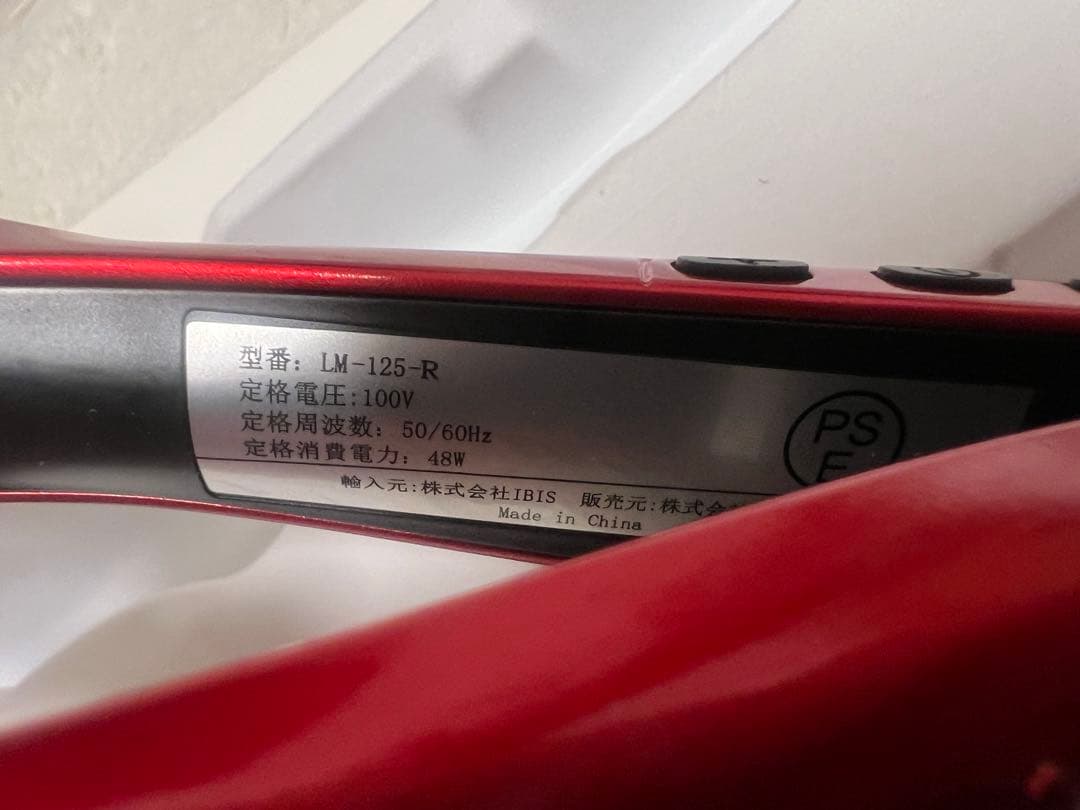 型番: LM-125-R
定格電圧:100V
定格周波数: 50/60Hz
定格消費電力: 48W
PS
E
輸入元:株式会社IBIS 販売元:株式会
Made in China